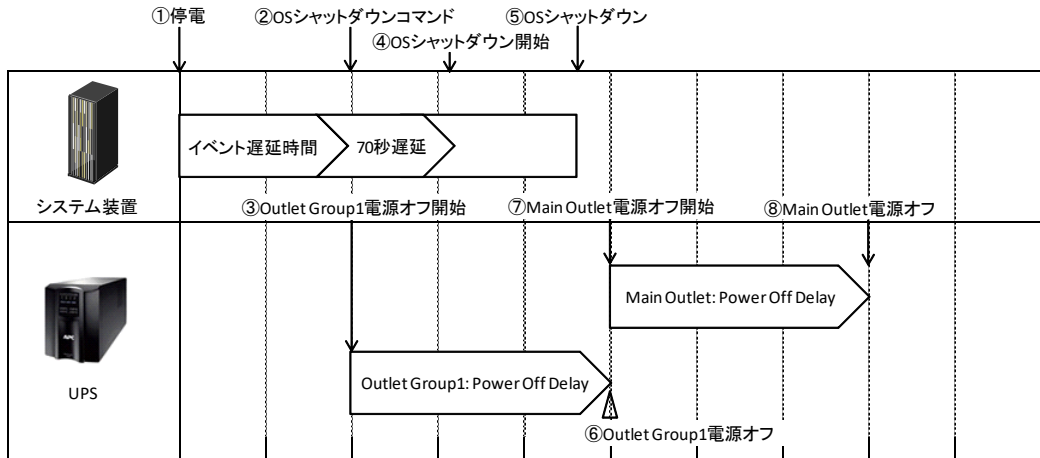 ①停電
②OSシャットダウンコマンド
⑤OSシャットダウン
④OSシャットダウン開始
イベント遅延時間
70秒遅延
システム装置
③Outlet Group1電源オフ開始
⑦Main Outlet電源オフ開始
⑧Main Outlet電源オフ
Main Outlet: Power Off Delay
APC
Outlet Group1: Power Off Delay
UPS
⑥Outlet Group1電源オフ